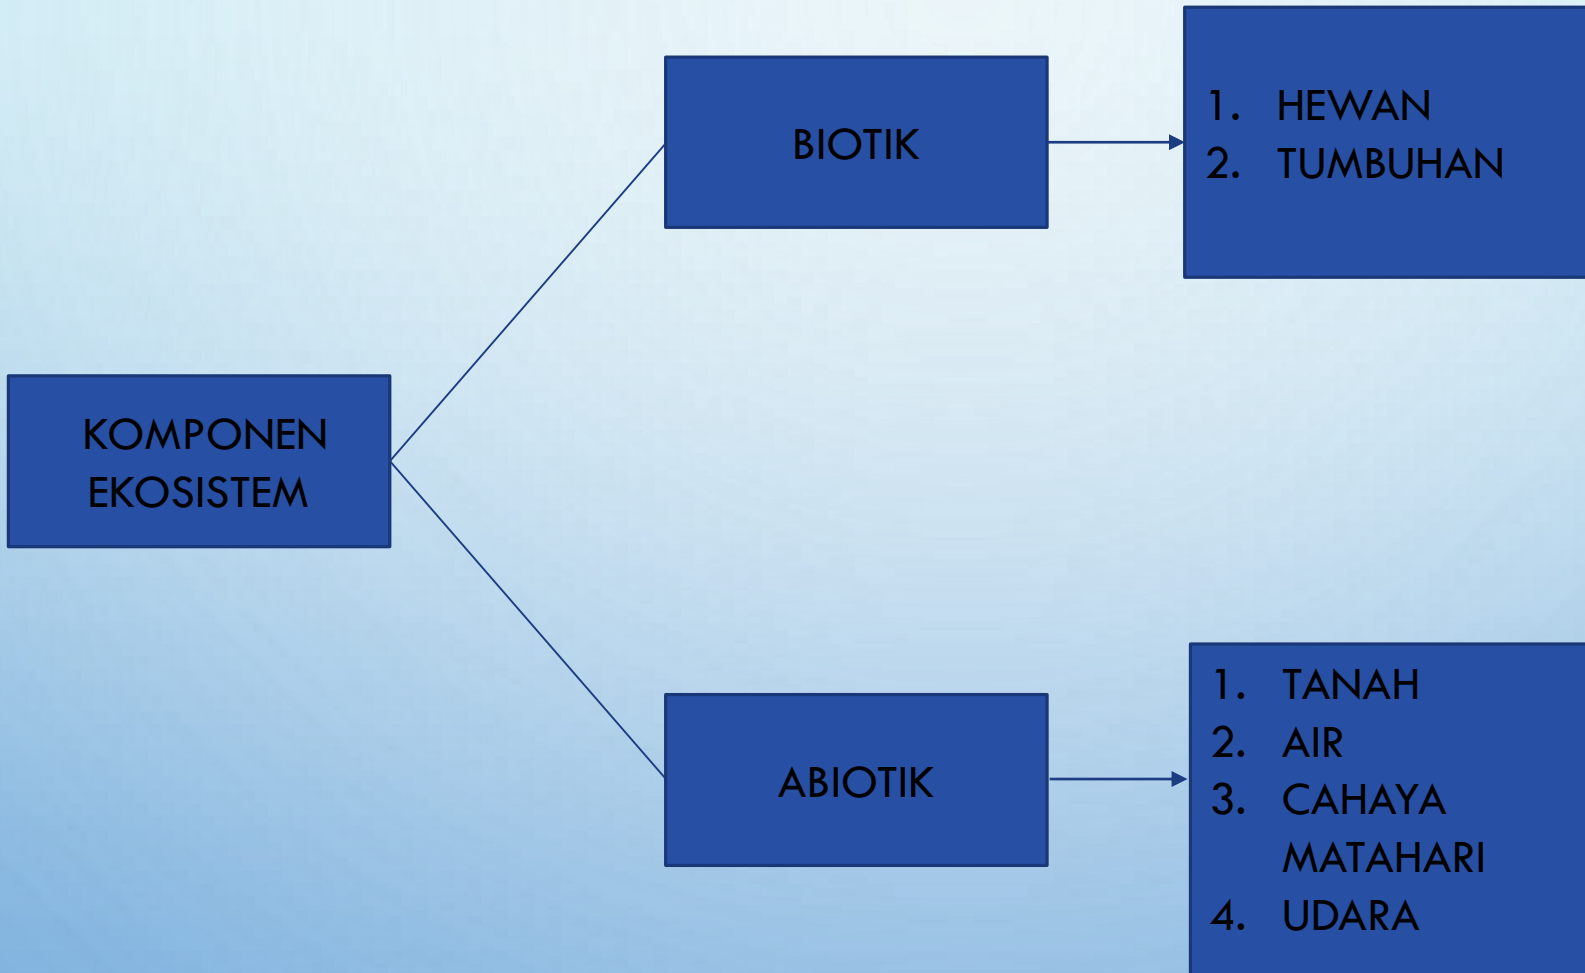 BIOTIK
1. HEWAN
2. TUMBUHAN
KOMPONEN
EKOSISTEM
ABIOTIK
1. TANAH
2. AIR
3. CAHAYA
MATAHARI
4. UDARA